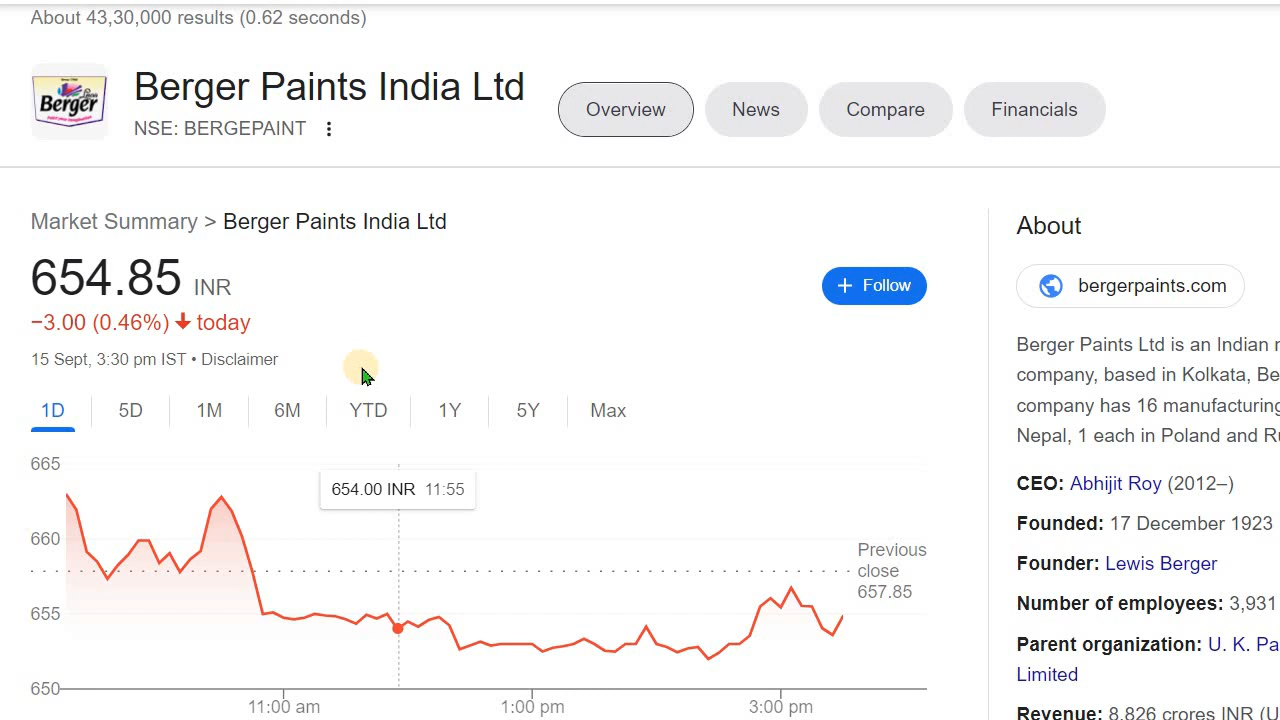 About 43,30,000 results (0.62 seconds)
Berger
Berger Paints India Ltd
NSE: BERGEPAINT
Overview
News
Compare
Financials
Market Summary > Berger Paints India Ltd
654.85 INR
−3.00 (0.46%) today
15 Sept, 3:30 pm IST • Disclaimer
+ Follow
1D
5D
1M
6M
YTD
1Y
5Y
Max
665
660
655
650
654.00 INR 11:55
Previous
close
657.85
11:00 am
1:00 pm
3:00 pm
About
bergerpaints.com
Berger Paints Ltd is an Indian
company, based in Kolkata, Be
company has 16 manufacturing
Nepal, 1 each in Poland and Ru
CEO: Abhijit Roy (2012–)
Founded: 17 December 1923
Founder: Lewis Berger
Number of employees: 3,931
Parent organization: U. K. Pa
Limited
Revenue: 8,826 crores INR (U